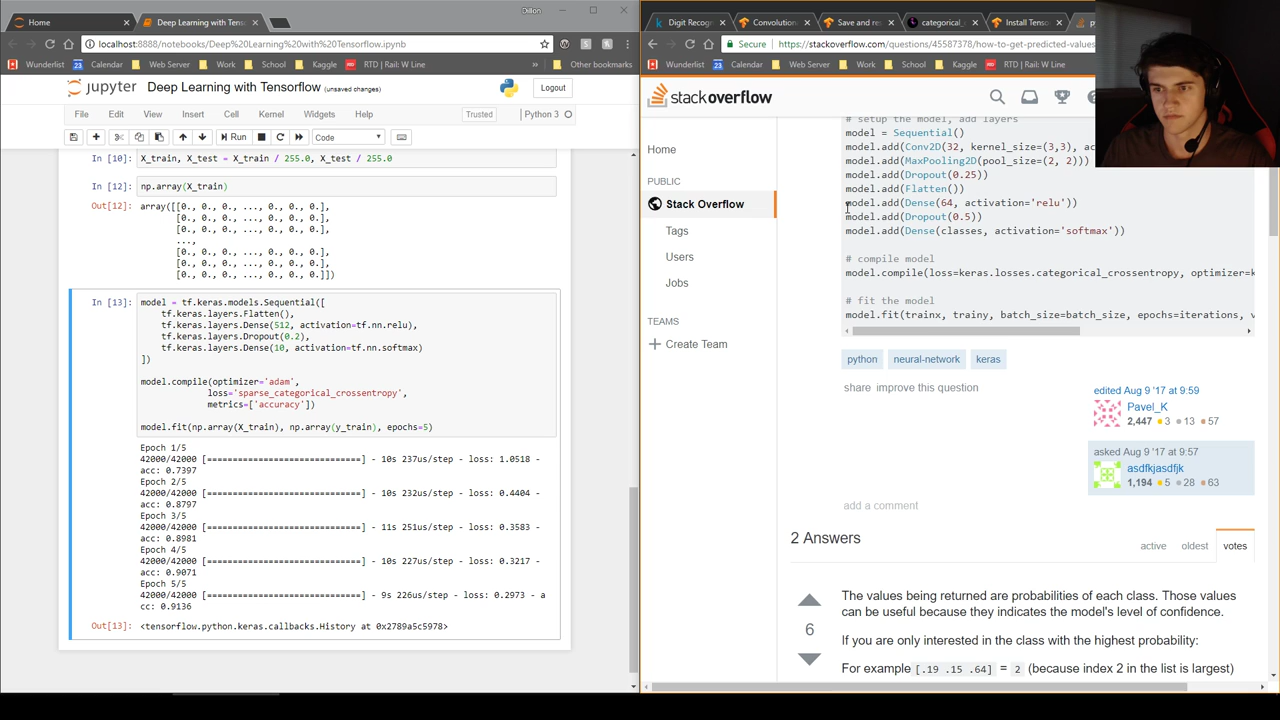 Home
Deep Learning with Tens
Dillon
localhost:8888/notebooks/Deep%20Learning%20with%20Tensorflow.ipynb
Wunderlist
Calendar
Web Server
Work
School
Kaggle
RTD | Rail: W Line
»
Other bookmarks
jupyter Deep Learning with Tensorflow (unsaved changes)
Logout
File
Edit
View
Insert
Cell
Kernel
Widgets
Help
Trusted
Python 3
Run
Code
In [10]: X_train, X_test = X_train / 255.0, X_test / 255.0
In [12]: np.array(X_train)
Out[12]: array([[0., 0., 0., ..., 0., 0., 0.],
[0., 0., 0., ..., 0., 0., 0.],
[0., 0., 0., ..., 0., 0., 0.],
...,
[0., 0., 0., ..., 0., 0., 0.],
[0., 0., 0., ..., 0., 0., 0.],
[0., 0., 0., ..., 0., 0., 0.]])
In [13]: model = tf.keras.models.Sequential([
tf.keras.layers.Flatten(),
tf.keras.layers.Dense(512, activation=tf.nn.relu),
tf.keras.layers.Dropout(0.2),
tf.keras.layers.Dense(10, activation=tf.nn.softmax)
])
model.compile(optimizer='adam',
loss='sparse_categorical_crossentropy',
metrics=['accuracy'])
model.fit(np.array(X_train), np.array(y_train), epochs=5)
Epoch 1/5
42000/42000 [==============================] - 10s 237us/step - loss: 1.0518 -
acc: 0.7397
Epoch 2/5
42000/42000 [==============================] - 10s 232us/step - loss: 0.4404 -
acc: 0.8797
Epoch 3/5
42000/42000 [==============================] - 11s 251us/step - loss: 0.3583 -
acc: 0.8981
Epoch 4/5
42000/42000 [==============================] - 10s 227us/step - loss: 0.3217 -
acc: 0.9071
Epoch 5/5
42000/42000 [==============================] - 9s 226us/step - loss: 0.2973 - a
cc: 0.9136
Out[13]: <tensorflow.python.keras.callbacks.History at 0x2789a5c5978>
Digit Recogn
Convolution
Save and re
categorical_
Install Tenso
Secure
https://stackoverflow.com/questions/45587378/how-to-get-predicted-values
Wunderlist
Calendar
Web Server
Work
School
Kaggle
RTD | Rail: W Line
stackoverflow
Home
PUBLIC
Stack Overflow
Tags
Users
Jobs
TEAMS
+ Create Team
# setup the model, add layers
model = Sequential()
model.add(Conv2D(32, kernel_size=(3,3), ac
model.add(MaxPooling2D(pool_size=(2, 2)))
model.add(Dropout(0.25))
model.add(Flatten())
model.add(Dense(64, activation='relu'))
model.add(Dropout(0.5))
model.add(Dense(classes, activation='softmax'))
# compile model
model.compile(loss=keras.losses.categorical_crossentropy, optimizer=k
# fit the model
model.fit(trainx, trainy, batch_size=batch_size, epochs=iterations, v
python
neural-network
keras
share improve this question
edited Aug 9 '17 at 9:59
Pavel_K
2,447 3 13 57
asked Aug 9 '17 at 9:57
asdfkjasdfjk
1,194 5 28 63
add a comment
2 Answers
active
oldest
votes
The values being returned are probabilities of each class. Those values
can be useful because they indicates the model's level of confidence.
6
If you are only interested in the class with the highest probability:
For example [.19 .15 .64] = 2 (because index 2 in the list is largest)